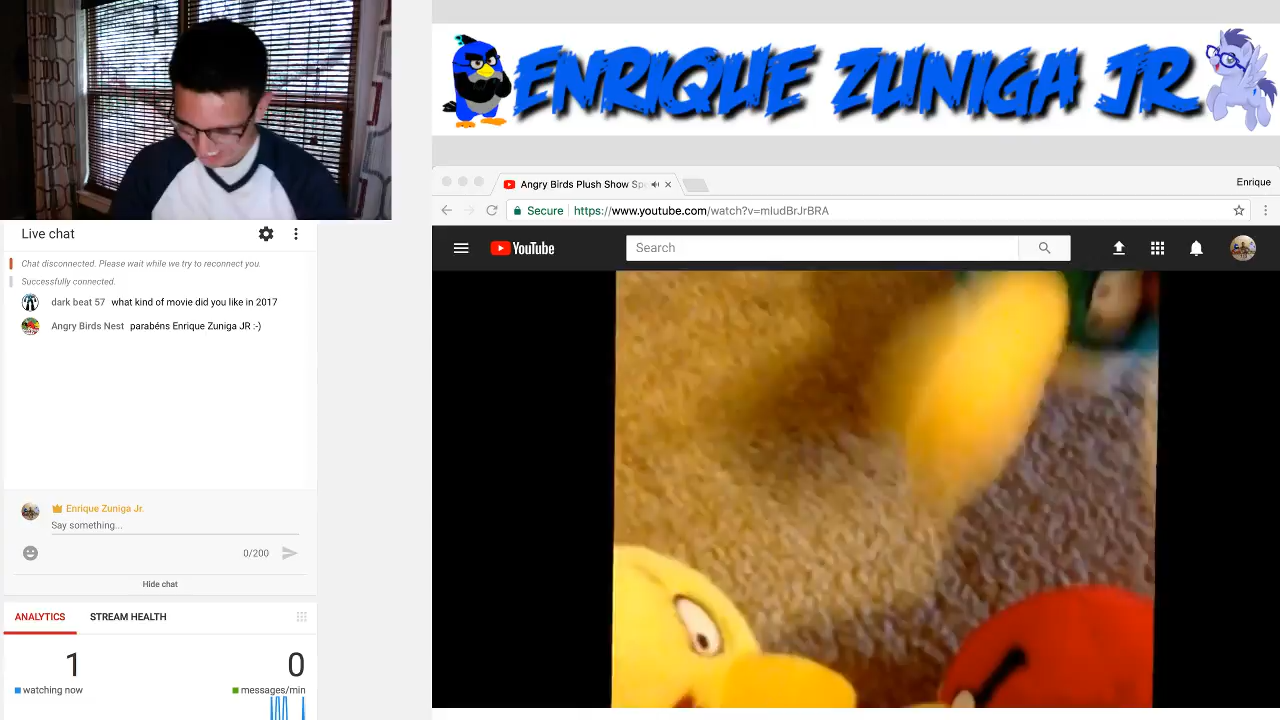 ENRIQUE ZUNIGA JR
Angry Birds Plush Show Spe
Enrique
Secure
https://www.youtube.com/watch?v=mIudBrJrBRA
YouTube
Search
Live chat
Chat disconnected. Please wait while we try to reconnect you.
Successfully connected.
dark beat 57 what kind of movie did you like in 2017
Angry Birds Nest parabéns Enrique Zuniga JR :-)
Enrique Zuniga Jr.
Say something...
0/200
Hide chat
ANALYTICS STREAM HEALTH
1 0
watching now messages/min